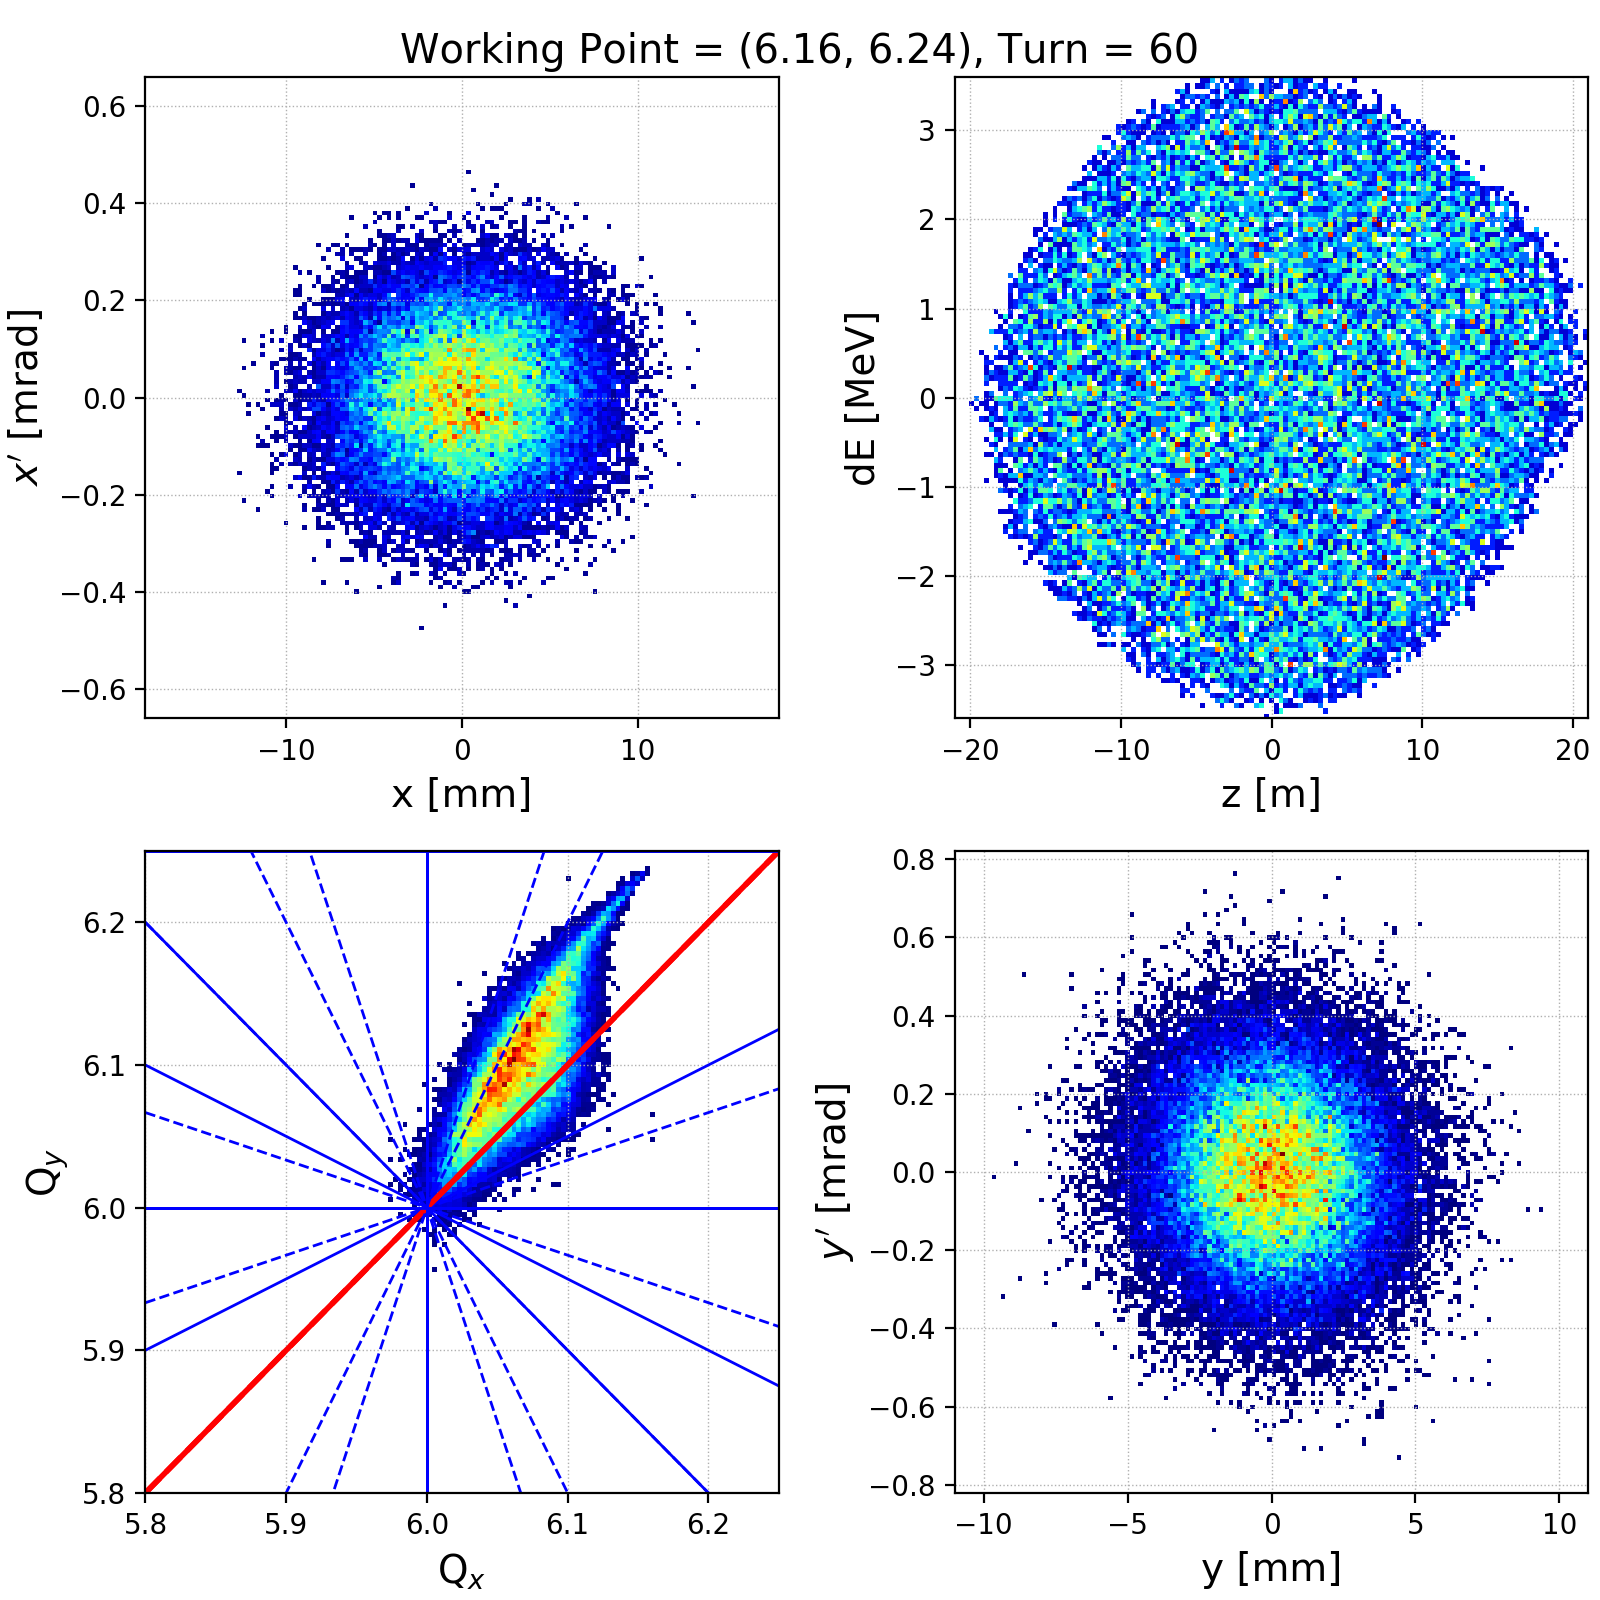 Working Point = (6.16, 6.24), Turn = 60
0.6
0.4
0.2
0.0
−0.2
−0.4
−0.6
x′ [mrad]
−10 0 10
x [mm]
3
2
1
0
−1
−2
−3
dE [MeV]
−20 −10 0 10 20
z [m]
6.2
6.1
6.0
5.9
5.8
Qy
5.8 5.9 6.0 6.1 6.2
Qx
0.8
0.6
0.4
0.2
0.0
−0.2
−0.4
−0.6
−0.8
y′ [mrad]
−10 −5 0 5 10
y [mm]